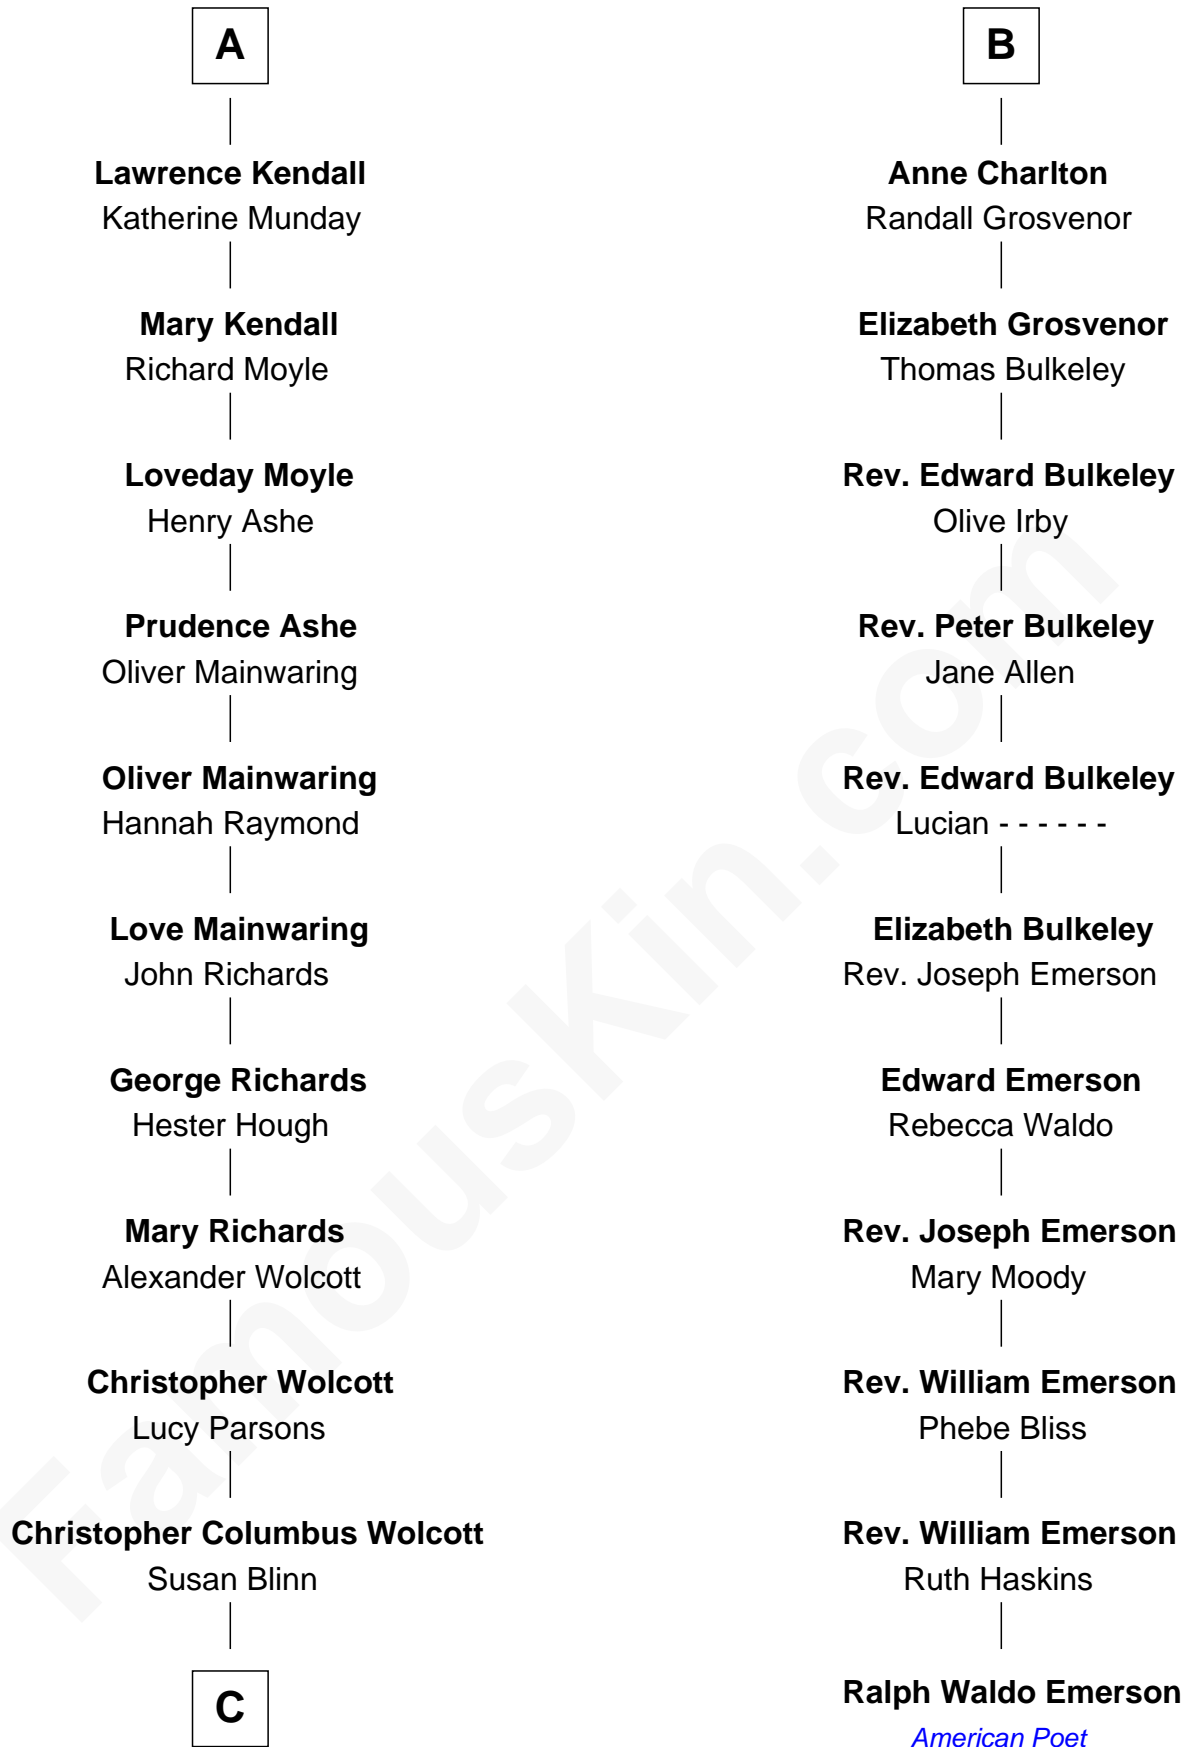 A
Lawrence Kendall
Katherine Munday
Mary Kendall
Richard Moyle
Loveday Moyle
Henry Ashe
Prudence Ashe
Oliver Mainwaring
Oliver Mainwaring
Hannah Raymond
Love Mainwaring
John Richards
George Richards
Hester Hough
Mary Richards
Alexander Wolcott
Christopher Wolcott
Lucy Parsons
Christopher Columbus Wolcott
Susan Blinn
C
B
Anne Charlton
Randall Grosvenor
Elizabeth Grosvenor
Thomas Bulkeley
Rev. Edward Bulkeley
Olive Irby
Rev. Peter Bulkeley
Jane Allen
Rev. Edward Bulkeley
Lucian - - - - - -
Elizabeth Bulkeley
Rev. Joseph Emerson
Edward Emerson
Rebecca Waldo
Rev. Joseph Emerson
Mary Moody
Rev. William Emerson
Phebe Bliss
Rev. William Emerson
Ruth Haskins
Ralph Waldo Emerson
American Poet
FamousKin.com